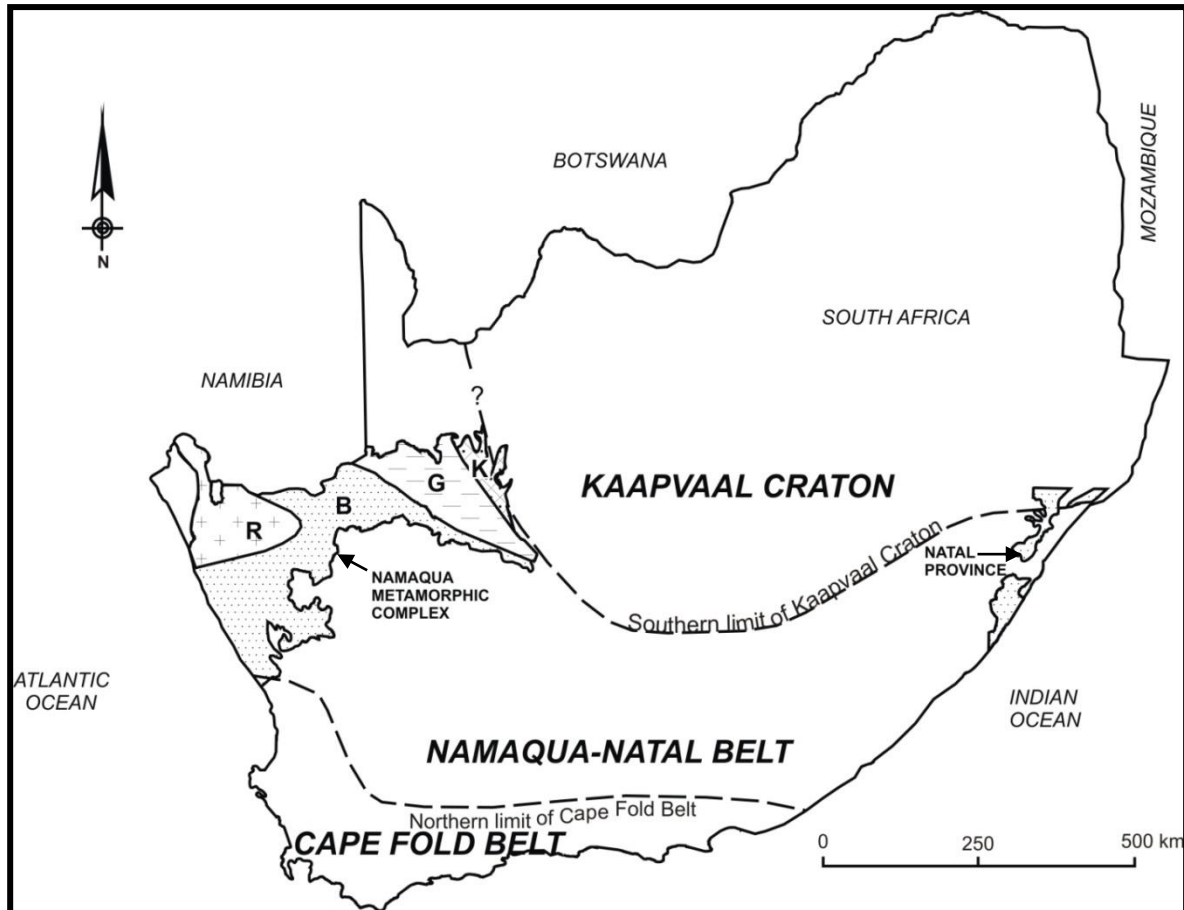 BOTSWANA
MOZAMBIQUE
N
SOUTH AFRICA
NAMIBIA
?
K
G
KAAPVAAL CRATON
B
R
NATAL
PROVINCE
NAMAQUA
METAMORPHIC
COMPLEX
Southern limit of Kaapvaal Craton
ATLANTIC
OCEAN
INDIAN
OCEAN
NAMAQUA-NATAL BELT
Northern limit of Cape Fold Belt
CAPE FOLD BELT
0 250 500 km